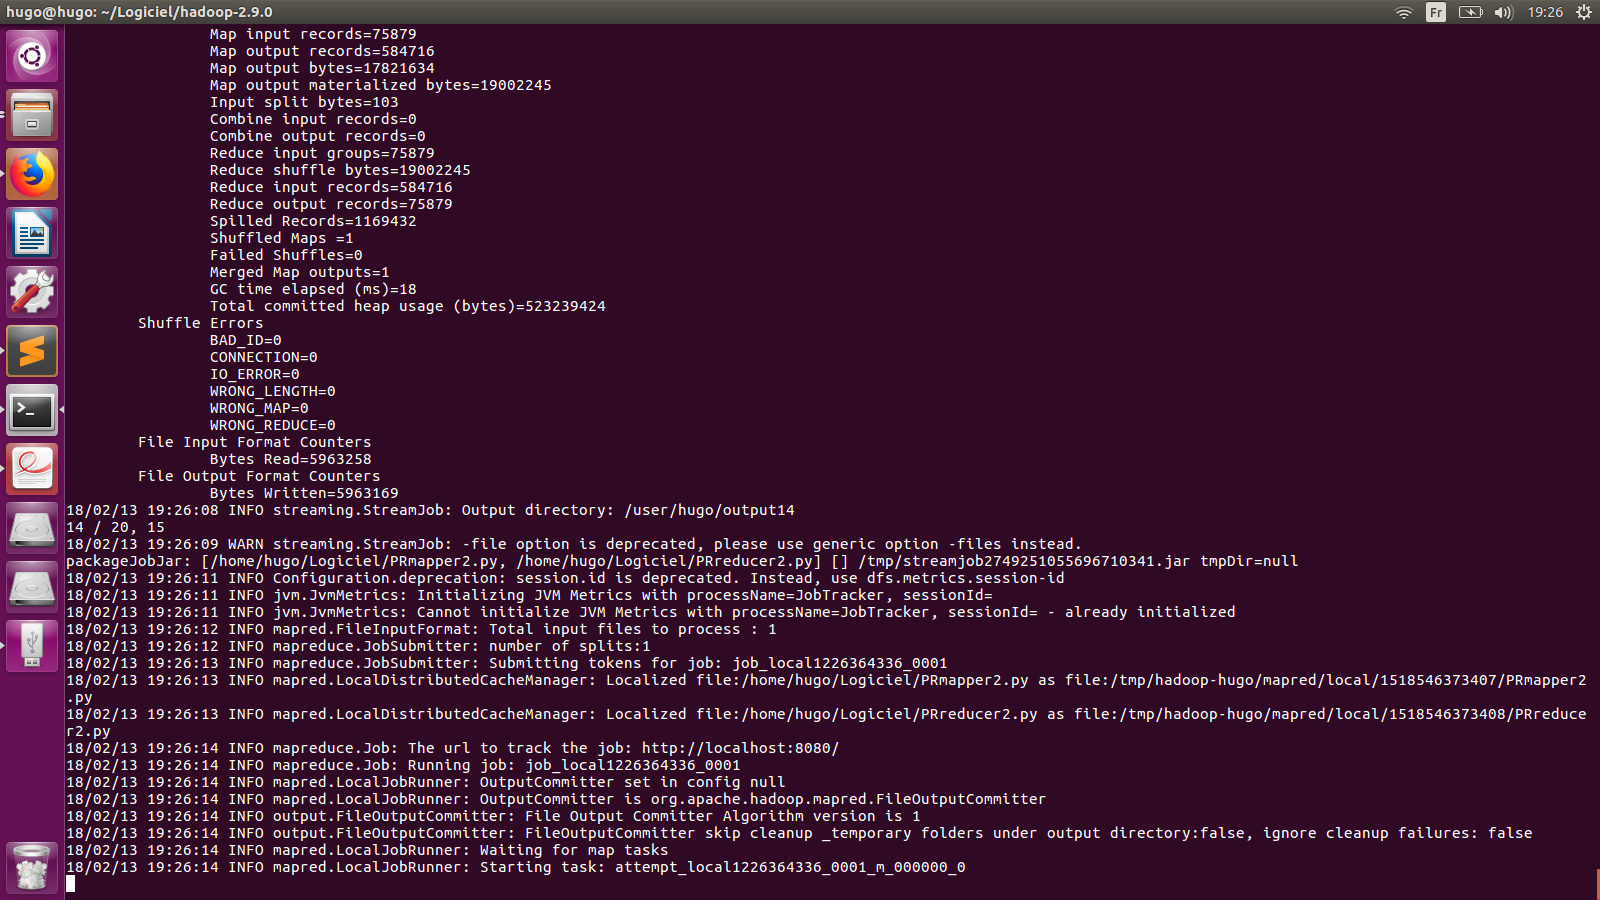 hugo@hugo: ~/Logiciel/hadoop-2.9.0
Fr
19:26
Map input records=75879
Map output records=584716
Map output bytes=17821634
Map output materialized bytes=19002245
Input split bytes=103
Combine input records=0
Combine output records=0
Reduce input groups=75879
Reduce shuffle bytes=19002245
Reduce input records=584716
Reduce output records=75879
Spilled Records=1169432
Shuffled Maps =1
Failed Shuffles=0
Merged Map outputs=1
GC time elapsed (ms)=18
Total committed heap usage (bytes)=523239424
Shuffle Errors
BAD_ID=0
CONNECTION=0
IO_ERROR=0
WRONG_LENGTH=0
WRONG_MAP=0
WRONG_REDUCE=0
File Input Format Counters
Bytes Read=5963258
File Output Format Counters
Bytes Written=5963169
18/02/13 19:26:08 INFO streaming.StreamJob: Output directory: /user/hugo/output14
14 / 20, 15
18/02/13 19:26:09 WARN streaming.StreamJob: -file option is deprecated, please use generic option -files instead.
packageJobJar: [/home/hugo/Logiciel/PRmapper2.py, /home/hugo/Logiciel/PRreducer2.py] [] /tmp/streamjob2749251055696710341.jar tmpDir=null
18/02/13 19:26:11 INFO Configuration.deprecation: session.id is deprecated. Instead, use dfs.metrics.session-id
18/02/13 19:26:11 INFO jvm.JvmMetrics: Initializing JVM Metrics with processName=JobTracker, sessionId=
18/02/13 19:26:11 INFO jvm.JvmMetrics: Cannot initialize JVM Metrics with processName=JobTracker, sessionId= - already initialized
18/02/13 19:26:12 INFO mapred.FileInputFormat: Total input files to process : 1
18/02/13 19:26:12 INFO mapreduce.JobSubmitter: number of splits:1
18/02/13 19:26:13 INFO mapreduce.JobSubmitter: Submitting tokens for job: job_local1226364336_0001
18/02/13 19:26:13 INFO mapred.LocalDistributedCacheManager: Localized file:/home/hugo/Logiciel/PRmapper2.py as file:/tmp/hadoop-hugo/mapred/local/1518546373407/PRmapper2
.py
18/02/13 19:26:13 INFO mapred.LocalDistributedCacheManager: Localized file:/home/hugo/Logiciel/PRreducer2.py as file:/tmp/hadoop-hugo/mapred/local/1518546373408/PRreduce
r2.py
18/02/13 19:26:14 INFO mapreduce.Job: The url to track the job: http://localhost:8080/
18/02/13 19:26:14 INFO mapreduce.Job: Running job: job_local1226364336_0001
18/02/13 19:26:14 INFO mapred.LocalJobRunner: OutputCommitter set in config null
18/02/13 19:26:14 INFO mapred.LocalJobRunner: OutputCommitter is org.apache.hadoop.mapred.FileOutputCommitter
18/02/13 19:26:14 INFO output.FileOutputCommitter: File Output Committer Algorithm version is 1
18/02/13 19:26:14 INFO output.FileOutputCommitter: FileOutputCommitter skip cleanup _temporary folders under output directory:false, ignore cleanup failures: false
18/02/13 19:26:14 INFO mapred.LocalJobRunner: Waiting for map tasks
18/02/13 19:26:14 INFO mapred.LocalJobRunner: Starting task: attempt_local1226364336_0001_m_000000_0